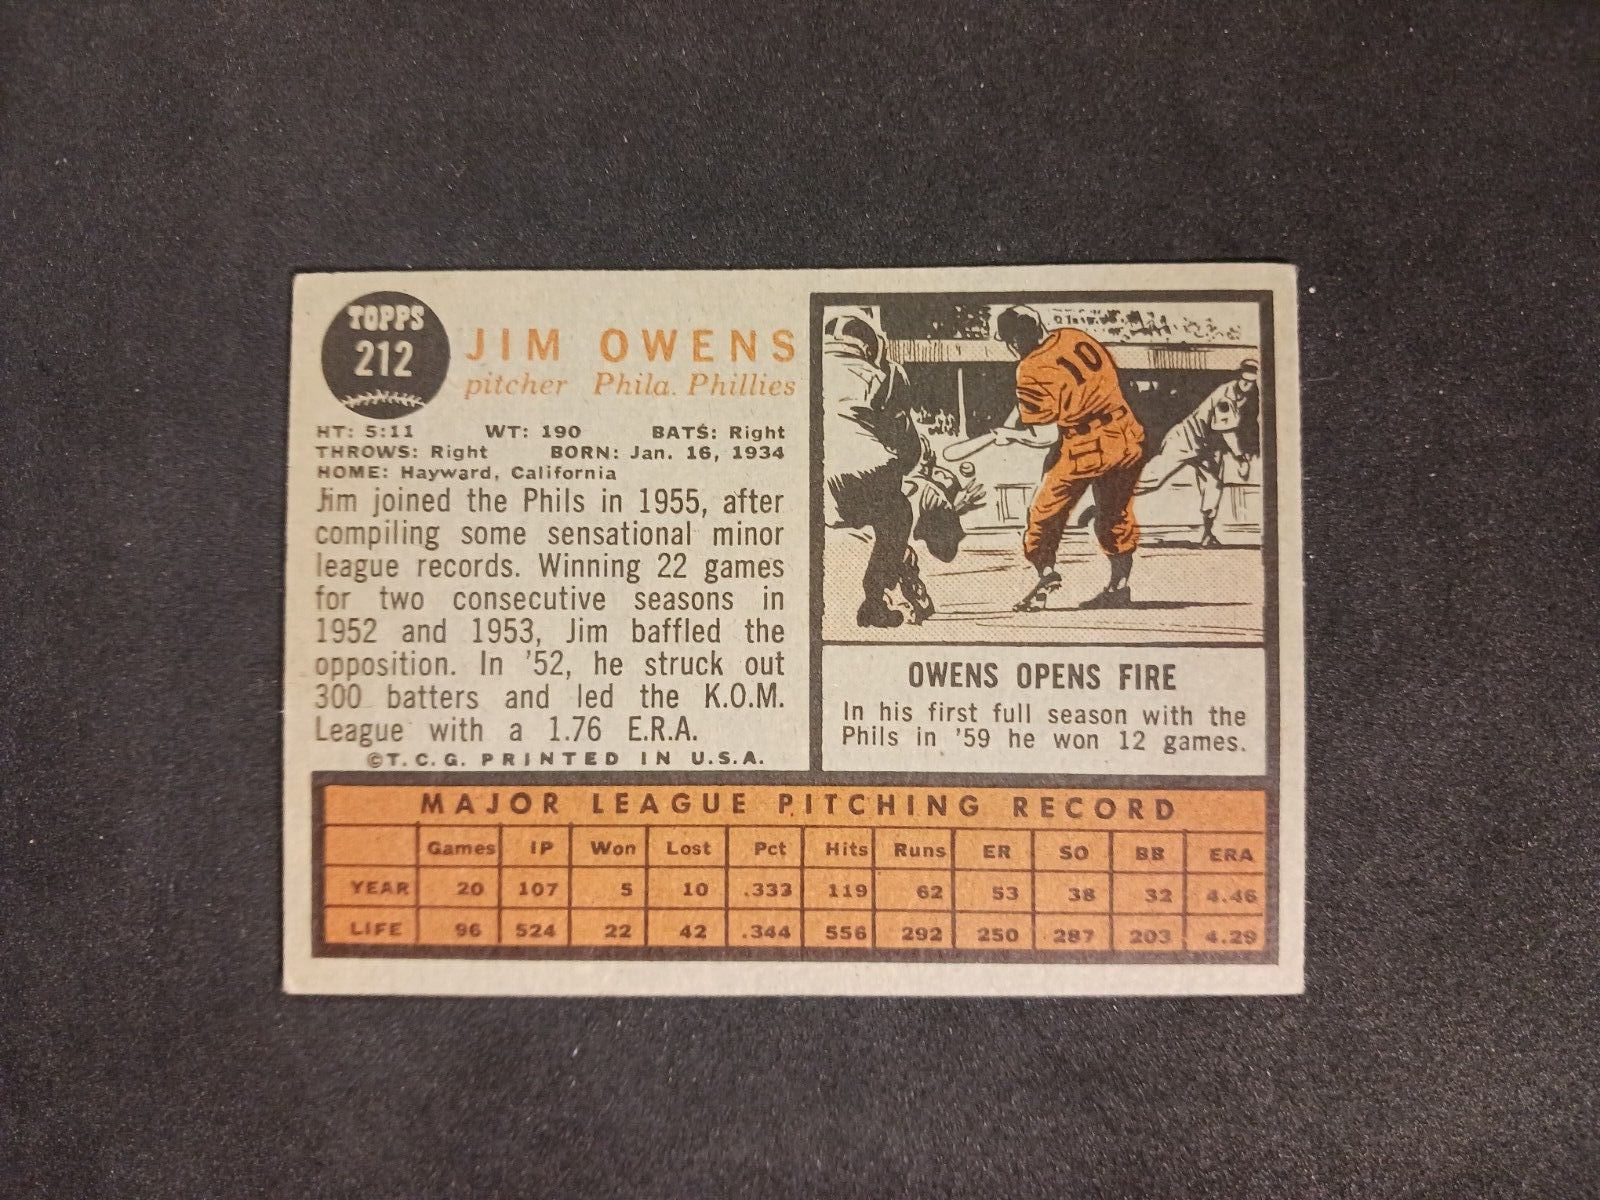 TOPPS
212
JIM OWENS
pitcher Phila. Phillies
HT: 5:11 WT: 190 BATS: Right
THROWS: Right BORN: Jan. 16, 1934
HOME: Hayward, California
Jim joined the Phils in 1955, after
compiling some sensational minor
league records. Winning 22 games
for two consecutive seasons in
1952 and 1953, Jim baffled the
opposition. In '52, he struck out
300 batters and led the K.O.M.
League with a 1.76 E.R.A.
©T.C.G. PRINTED IN U.S.A.
10
OWENS OPENS FIRE
In his first full season with the
Phils in '59 he won 12 games.
MAJOR LEAGUE PITCHING RECORD
Games IP Won Lost Pct Hits Runs ER SO BB ERA
YEAR 20 107 5 10 .333 119 62 53 38 32 4.46
LIFE 96 524 22 42 .344 556 292 250 287 203 4.29